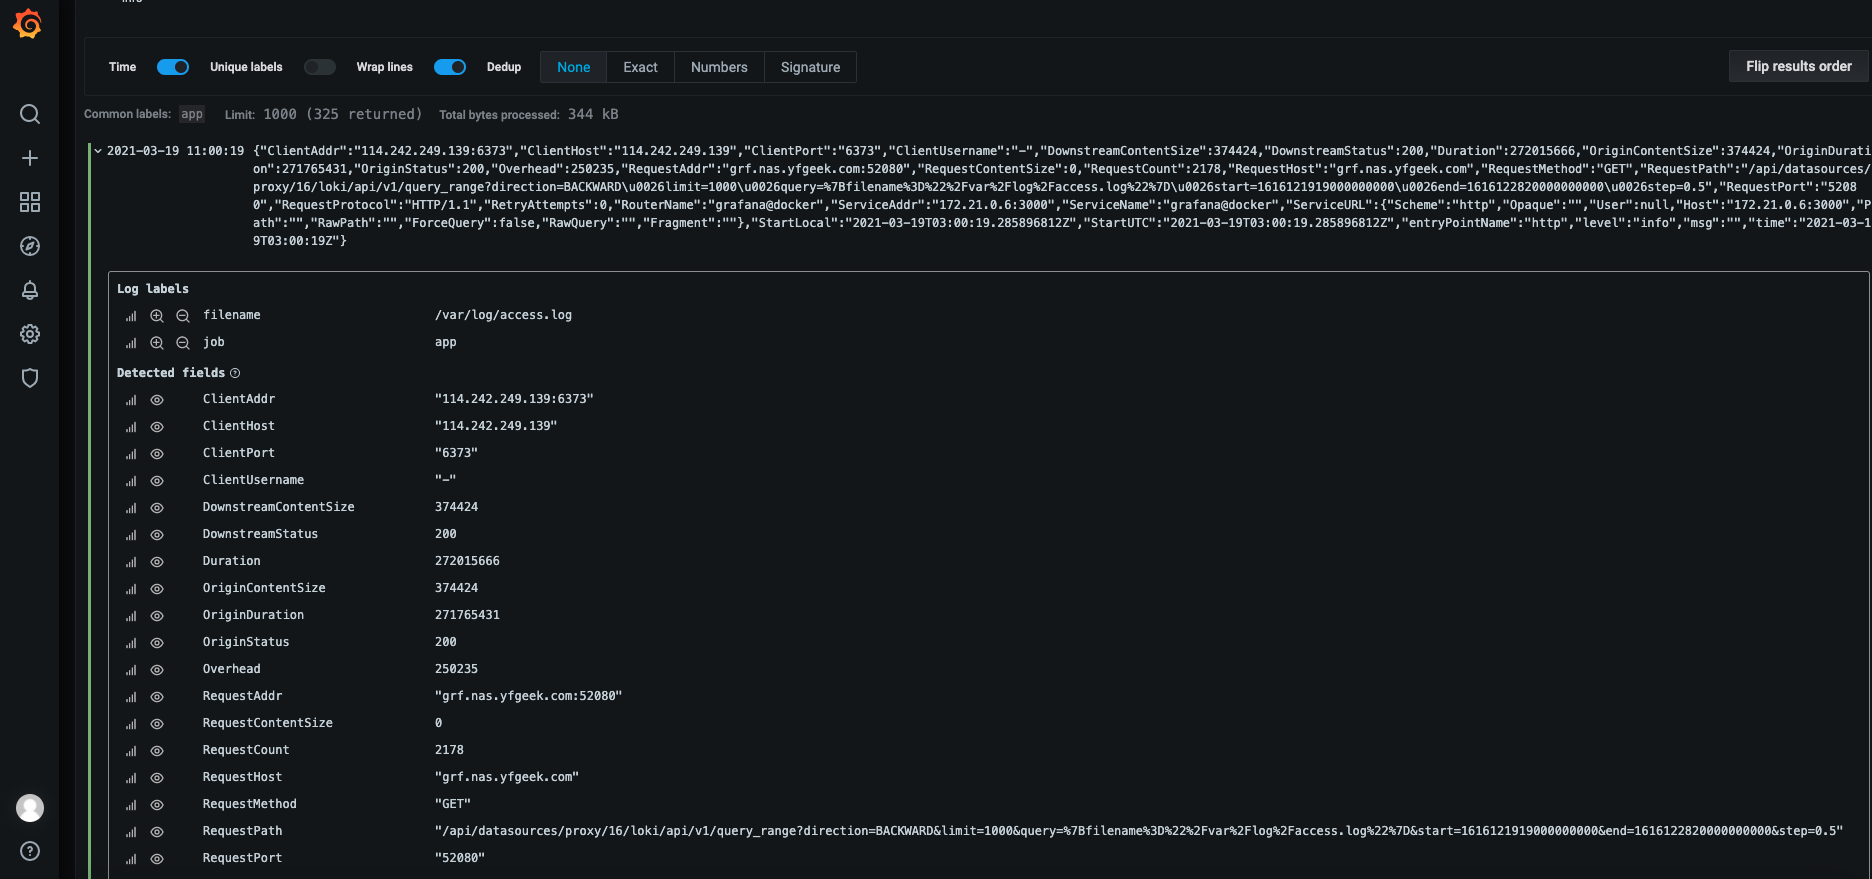 Time Unique labels Wrap lines Dedup None Exact Numbers Signature Flip results order
Common labels: app Limit: 1000 (325 returned) Total bytes processed: 344 kB
2021-03-19 11:00:19 {"ClientAddr":"114.242.249.139:6373","ClientHost":"114.242.249.139","ClientPort":"6373","ClientUsername":"-","DownstreamContentSize":374424,"DownstreamStatus":200,"Duration":272015666,"OriginContentSize":374424,"OriginDurati
on":271765431,"OriginStatus":200,"Overhead":250235,"RequestAddr":"grf.nas.yfgeek.com:52080","RequestContentSize":0,"RequestCount":2178,"RequestHost":"grf.nas.yfgeek.com","RequestMethod":"GET","RequestPath":"/api/datasources/
proxy/16/loki/api/v1/query_range?direction=BACKWARD\u0026limit=1000\u0026query=%7Bfilename%3D%22%2Fvar%2Flog%2Faccess.log%22%7D\u0026start=1616121919000000000\u0026end=1616122820000000000\u0026step=0.5","RequestPort":"5208
0","RequestProtocol":"HTTP/1.1","RetryAttempts":0,"RouterName":"grafana@docker","ServiceAddr":"172.21.0.6:3000","ServiceName":"grafana@docker","ServiceURL":{"Scheme":"http","Opaque":"","User":null,"Host":"172.21.0.6:3000","P
ath":"","RawPath":"","ForceQuery":false,"RawQuery":"","Fragment":""},"StartLocal":"2021-03-19T03:00:19.285896812Z","StartUTC":"2021-03-19T03:00:19.285896812Z","entryPointName":"http","level":"info","msg":"","time":"2021-03-1
9T03:00:19Z"}
Log labels
filename /var/log/access.log
job app
Detected fields
ClientAddr "114.242.249.139:6373"
ClientHost "114.242.249.139"
ClientPort "6373"
ClientUsername "-"
DownstreamContentSize 374424
DownstreamStatus 200
Duration 272015666
OriginContentSize 374424
OriginDuration 271765431
OriginStatus 200
Overhead 250235
RequestAddr "grf.nas.yfgeek.com:52080"
RequestContentSize 0
RequestCount 2178
RequestHost "grf.nas.yfgeek.com"
RequestMethod "GET"
RequestPath "/api/datasources/proxy/16/loki/api/v1/query_range?direction=BACKWARD&limit=1000&query=%7Bfilename%3D%22%2Fvar%2Flog%2Faccess.log%22%7D&start=1616121919000000000&end=1616122820000000000&step=0.5"
RequestPort "52080"